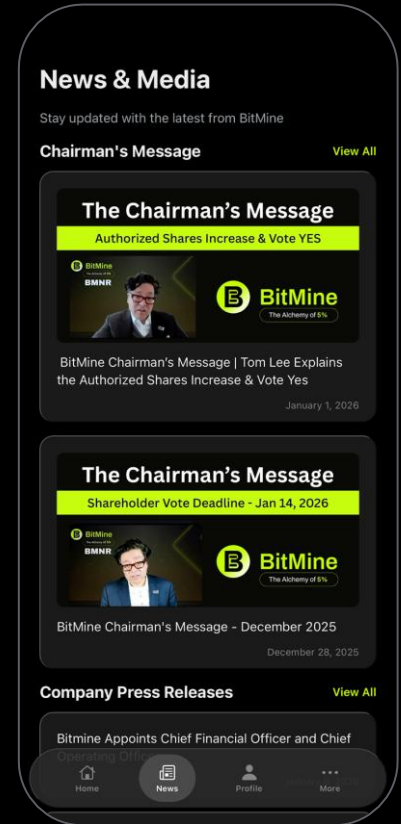 News & Media
Stay updated with the latest from BitMine
Chairman's Message
View All
The Chairman's Message
Authorized Shares Increase & Vote YES
BitMine
The Alchemy of 5%
BMNR
BitMine
The Alchemy of 5%
BitMine Chairman's Message | Tom Lee Explains
the Authorized Shares Increase & Vote Yes
January 1, 2026
The Chairman's Message
Shareholder Vote Deadline - Jan 14, 2026
BitMine
BMNR
BitMine
The Alchemy of 5%
BitMine Chairman's Message - December 2025
December 28, 2025
Company Press Releases
View All
Bitmine Appoints Chief Financial Officer and Chief
Operating Officer
Home
News
Profile
More